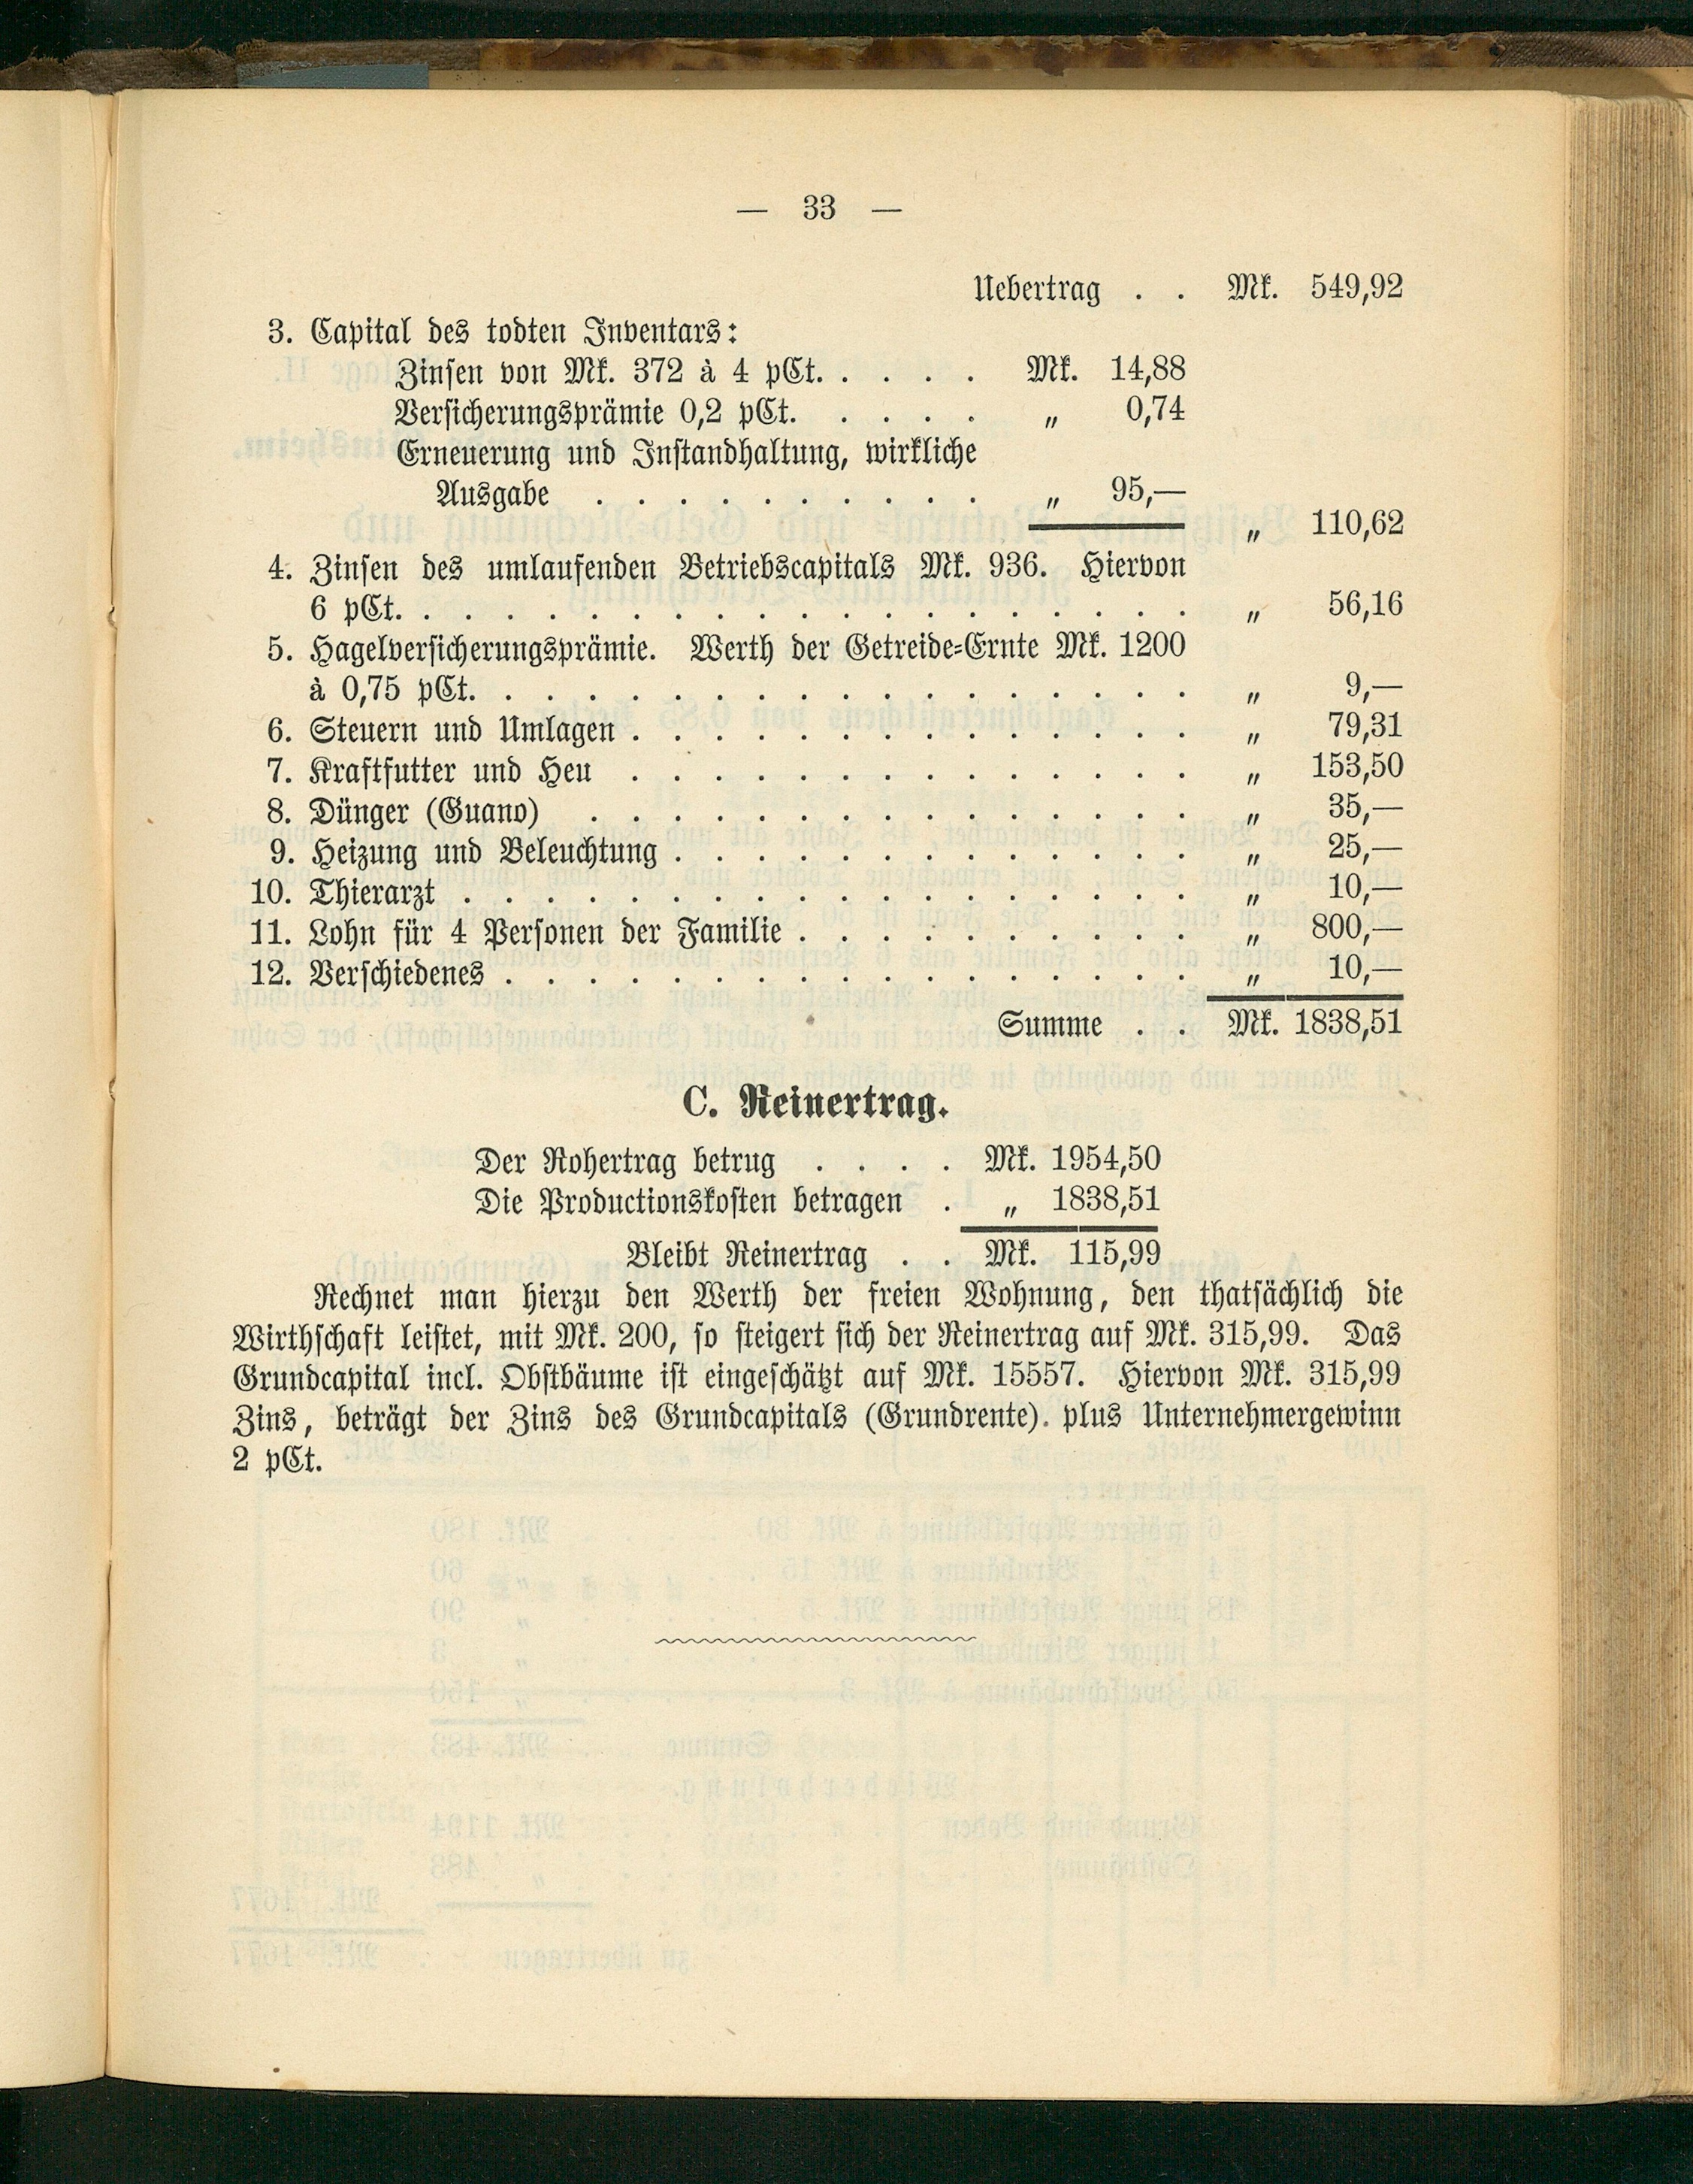 — 33 —
Uebertrag . . Mk. 549,92
3. Capital des todten Inventars:
Zinsen von Mk. 372 à 4 pCt. . . . . Mk. 14,88
Versicherungsprämie 0,2 pCt. . . . . „ 0,74
Erneuerung und Instandhaltung, wirkliche
Ausgabe . . . . . . . . . . „ 95,—
„ 110,62
4. Zinsen des umlaufenden Betriebscapitals Mk. 936. Hiervon
6 pCt. . . . . . . . . . . . . . . . . . . . „ 56,16
5. Hagelversicherungsprämie. Werth der Getreide-Ernte Mk. 1200
à 0,75 pCt. . . . . . . . . . . . . . . . . . „ 9,—
6. Steuern und Umlagen . . . . . . . . . . . . . . „ 79,31
7. Kraftfutter und Heu . . . . . . . . . . . . . . „ 153,50
8. Dünger (Guano) . . . . . . . . . . . . . . . „ 35,—
9. Heizung und Beleuchtung . . . . . . . . . . . . . „ 25,—
10. Thierarzt . . . . . . . . . . . . . . . . . . „ 10,—
11. Lohn für 4 Personen der Familie . . . . . . . . . . „ 800,—
12. Verschiedenes . . . . . . . . . . . . . . . . . „ 10,—
Summe . . Mk. 1838,51
C. Reinertrag.
Der Rohertrag betrug . . . . Mk. 1954,50
Die Productionskosten betragen . „ 1838,51
Bleibt Reinertrag . . Mk. 115,99
Rechnet man hierzu den Werth der freien Wohnung, den thatsächlich die
Wirthschaft leistet, mit Mk. 200, so steigert sich der Reinertrag auf Mk. 315,99. Das
Grundcapital incl. Obstbäume ist eingeschätzt auf Mk. 15557. Hiervon Mk. 315,99
Zins, beträgt der Zins des Grundcapitals (Grundrente) plus Unternehmergewinn
2 pCt.